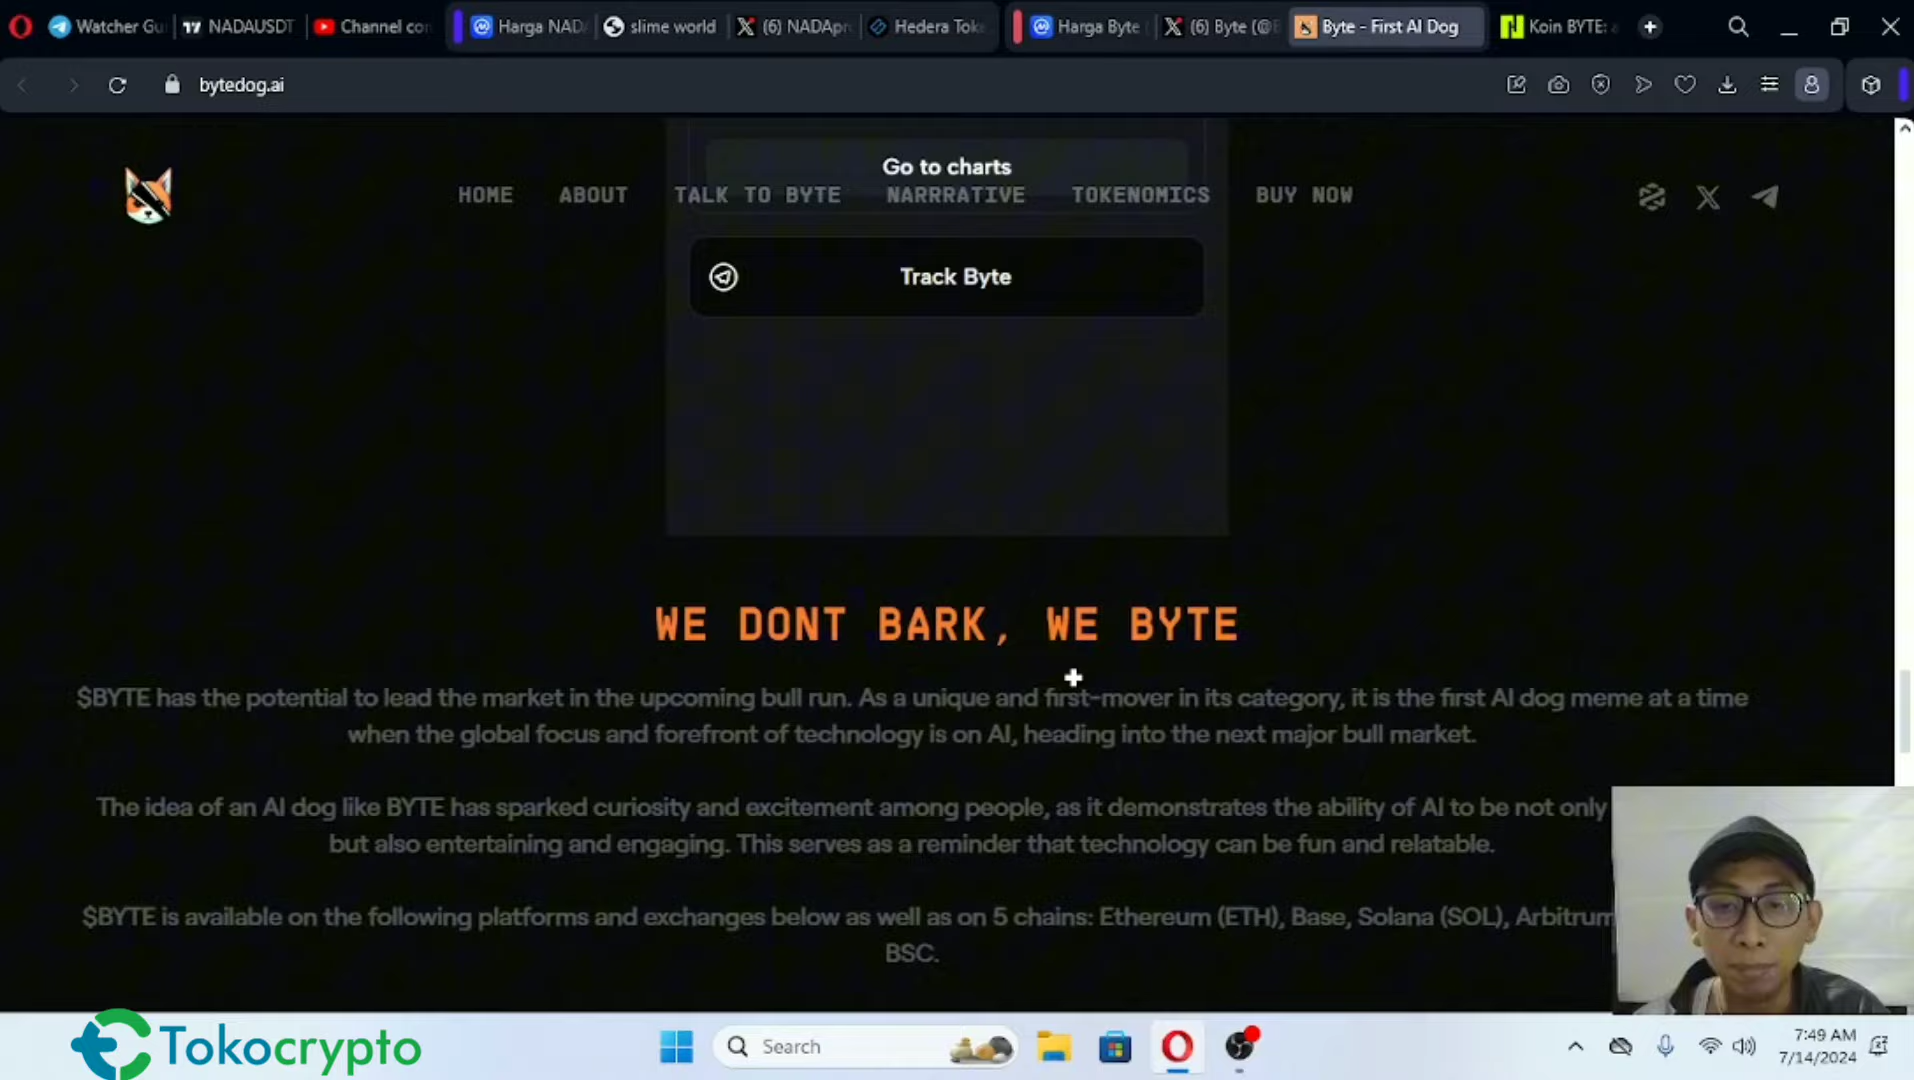 Watcher Gu
NADAUSDT
Channel con
Harga NADA
slime world
(6) NADApr
Hedera Toke
Harga Byte
(6) Byte (@B
Byte - First AI Dog
Koin BYTE:
bytedog.ai
Go to charts
HOME
ABOUT
TALK TO BYTE
NARRRATIVE
TOKENOMICS
BUY NOW
Track Byte
WE DONT BARK, WE BYTE
$BYTE has the potential to lead the market in the upcoming bull run. As a unique and first-mover in its category, it is the first AI dog meme at a time
when the global focus and forefront of technology is on AI, heading into the next major bull market.
The idea of an AI dog like BYTE has sparked curiosity and excitement among people, as it demonstrates the ability of AI to be not only
but also entertaining and engaging. This serves as a reminder that technology can be fun and relatable.
$BYTE is available on the following platforms and exchanges below as well as on 5 chains: Ethereum (ETH), Base, Solana (SOL), Arbitrum
BSC.
Tokocrypto
Search
7:49 AM
7/14/2024